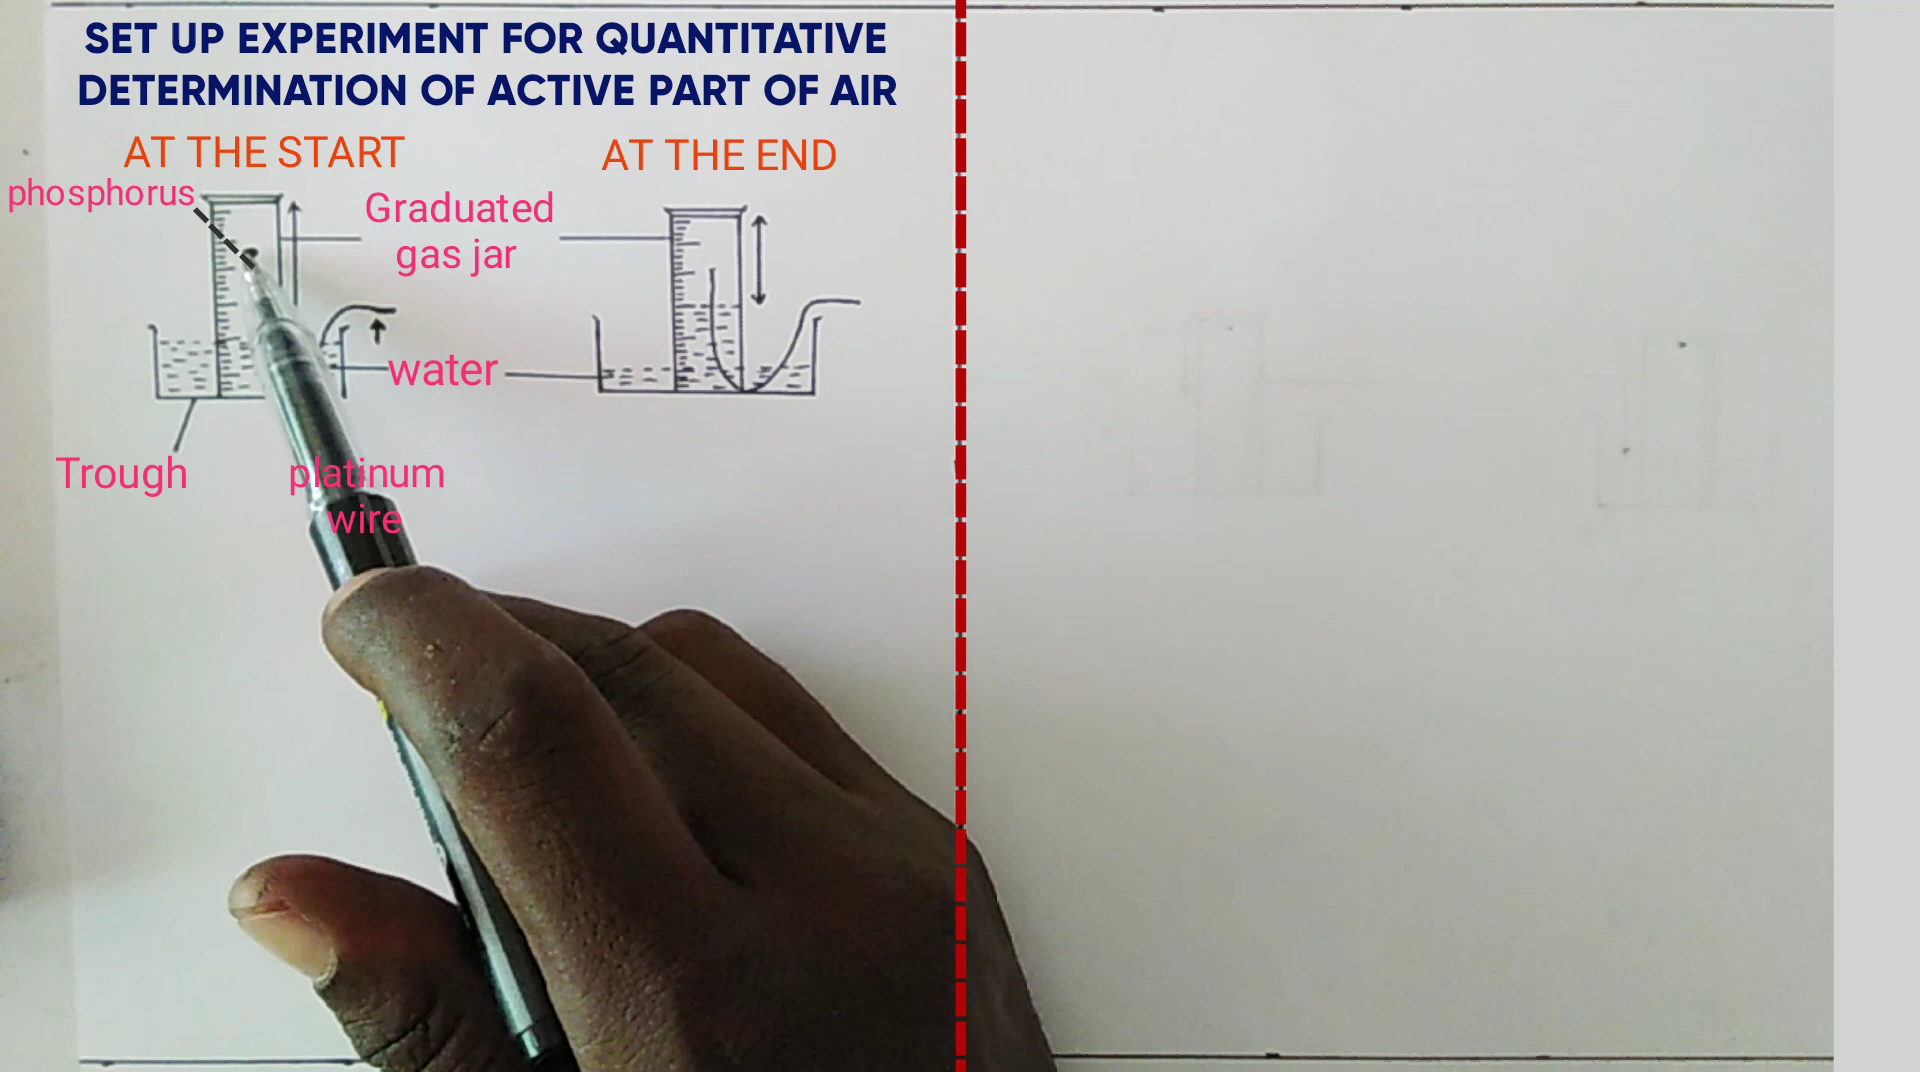 SET UP EXPERIMENT FOR QUANTITATIVE
DETERMINATION OF ACTIVE PART OF AIR
AT THE START
AT THE END
phosphorus
Graduated
gas jar
water
Trough
platinum
wire